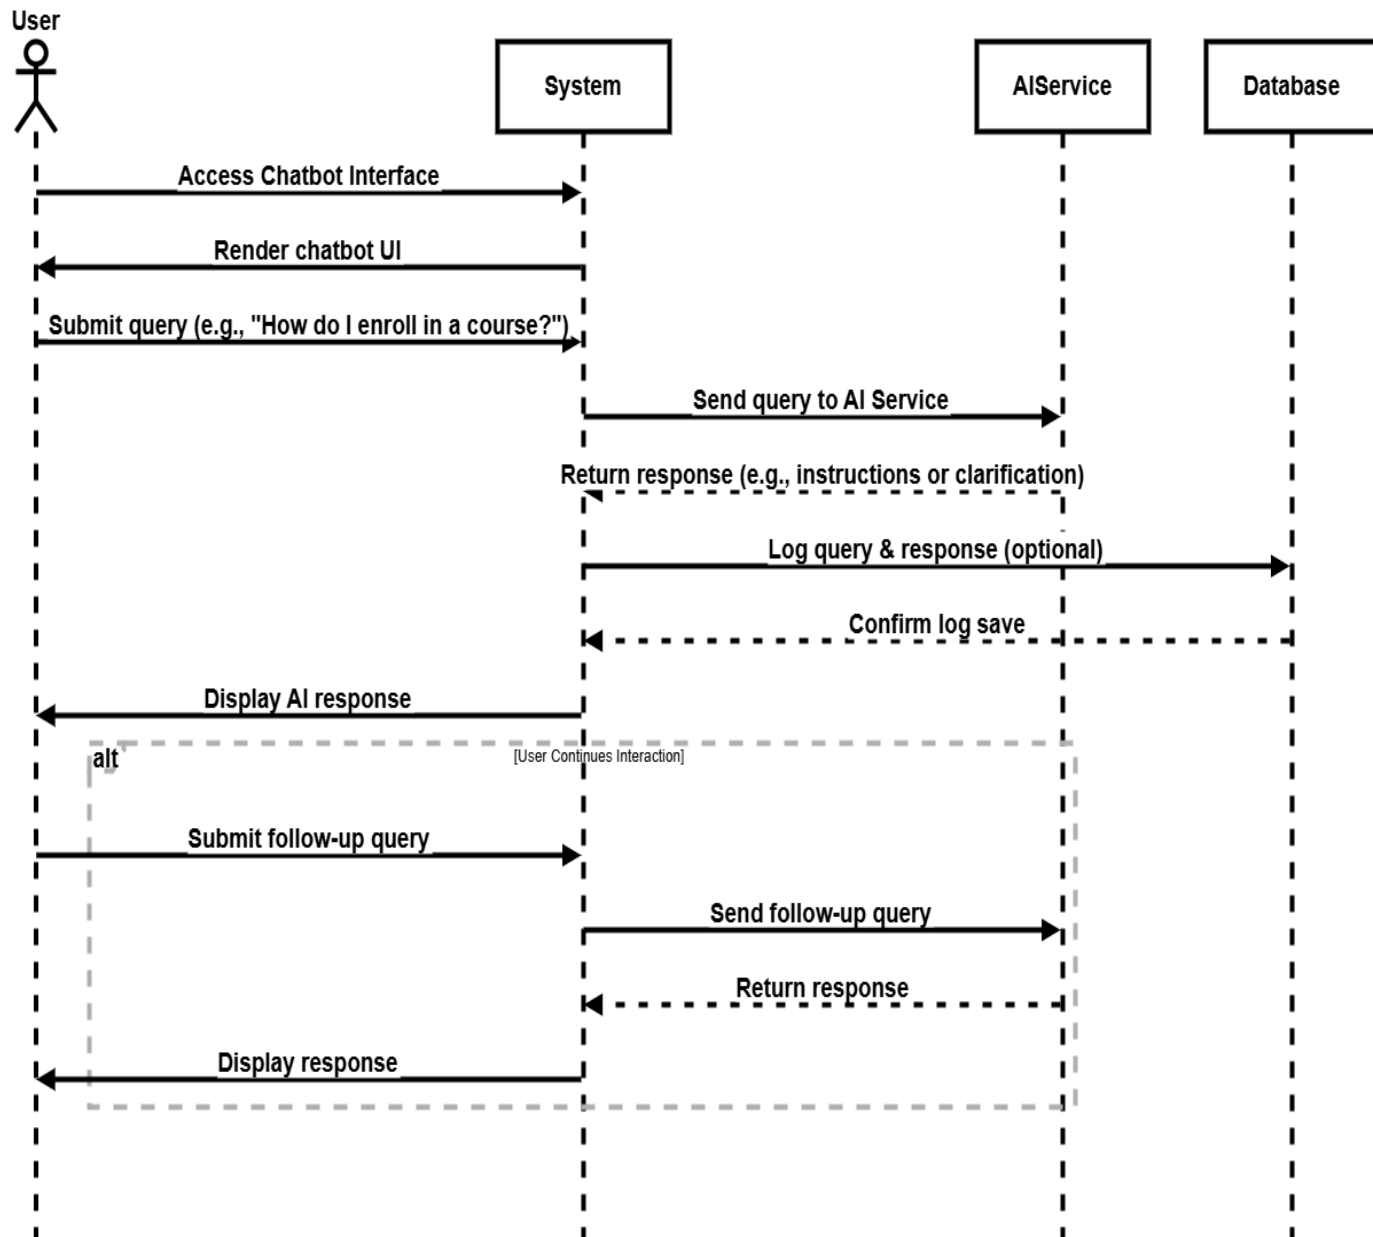 User
System
AIService
Database
Access Chatbot Interface
Render chatbot UI
Submit query (e.g., "How do I enroll in a course?")
Send query to AI Service
Return response (e.g., instructions or clarification)
Log query & response (optional)
Confirm log save
Display AI response
alt
[User Continues Interaction]
Submit follow-up query
Send follow-up query
Return response
Display response